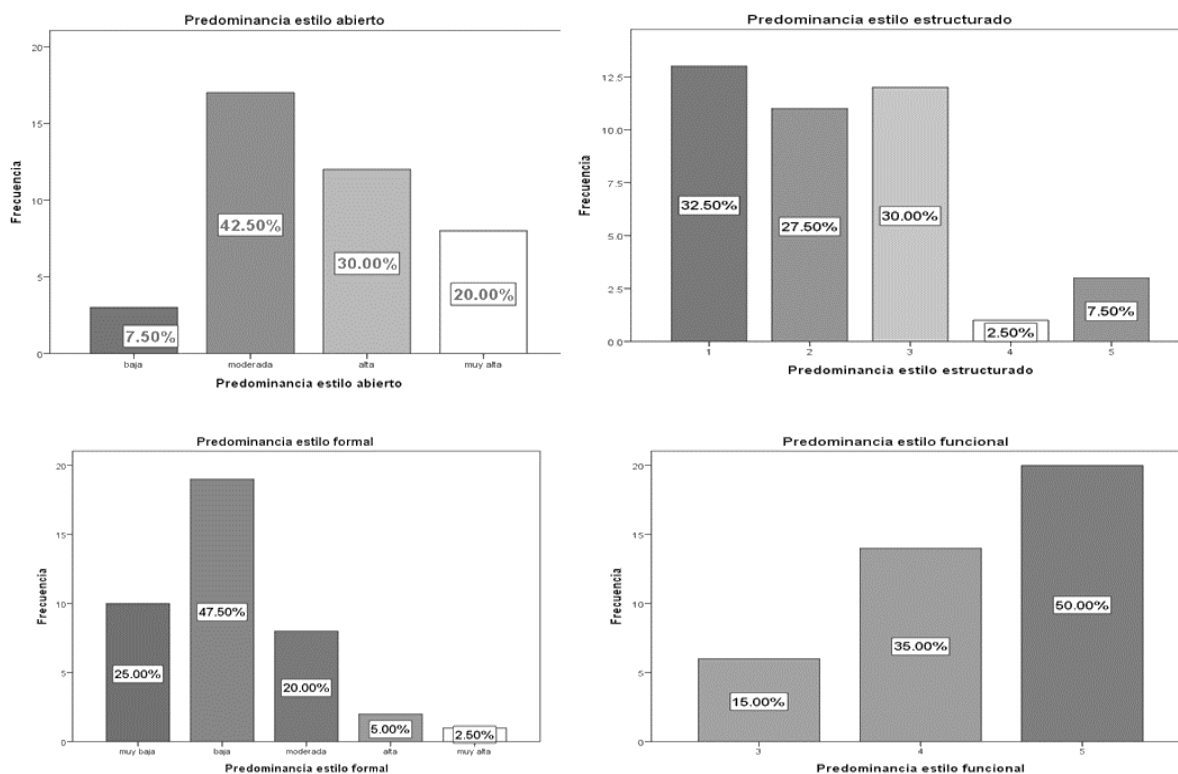 Predominancia estilo abierto
20
15
10
5
0
Frecuencia
7.50%
42.50%
30.00%
20.00%
baja moderada alta muy alta
Predominancia estilo abierto
Predominancia estilo estructurado
12.5
10.0
7.5
5.0
2.5
0.0
Frecuencia
32.50%
27.50%
30.00%
2.50%
7.50%
1 2 3 4 5
Predominancia estilo estructurado
Predominancia estilo formal
20
15
10
5
0
Frecuencia
25.00%
47.50%
20.00%
5.00%
2.50%
muy baja baja moderada alta muy alta
Predominancia estilo formal
Predominancia estilo funcional
20
15
10
5
0
Frecuencia
15.00%
35.00%
50.00%
3 4 5
Predominancia estilo funcional